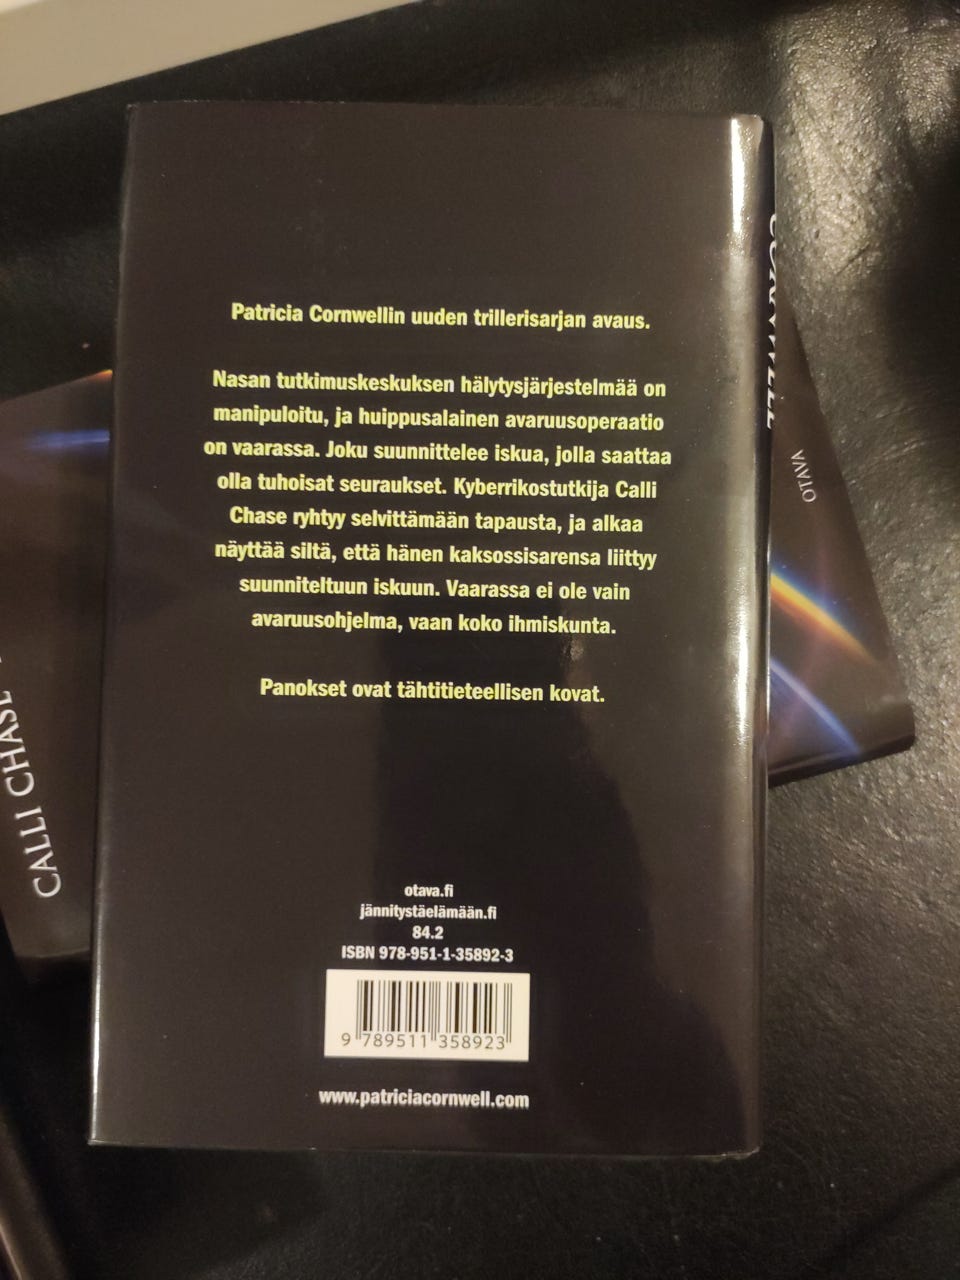 Patricia Cornwellin uuden trillerisarjan avaus.
Nasan tutkimuskeskuksen hälytysjärjestelmää on
manipuloitu, ja huippusalainen avaruusoperaatio
on vaarassa. Joku suunnittelee iskua, jolla saattaa
olla tuhoisat seuraukset. Kyberrikostutkija Calli
Chase ryhtyy selvittämään tapausta, ja alkaa
näyttää siltä, että hänen kaksossisarensa liittyy
suunniteltuun iskuun. Vaarassa ei ole vain
avaruusohjelma, vaan koko ihmiskunta.
Panokset ovat tähtitieteellisen kovat.
otava.fi
jännitystäelämään.fi
84.2
ISBN 978-951-1-35892-3
9 789511 358923
www.patriciacornwell.com
CALLI CHASE
OTAVA